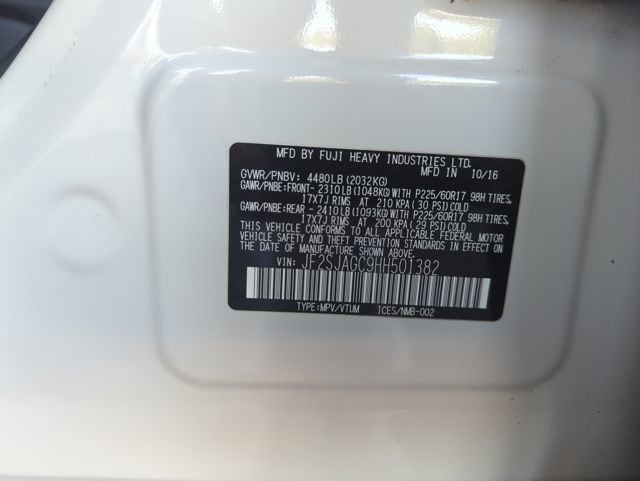 MFD BY FUJI HEAVY INDUSTRIES LTD.
MFD IN 10/16
GVWR/PNBV: 4480LB(2032KG)
GAWR/PNBE:FRONT- 2310LB(1048KG)WITH P225/60R17 98H TIRES,
17X7J RIMS AT 210 KPA(30 PSI)COLD
GAWR/PNBE:REAR - 2410LB(1093KG)WITH P225/60R17 98H TIRES,
17X7J RIMS AT 200 KPA(29 PSI)COLD
THIS VEHICLE CONFORMS TO ALL APPLICABLE FEDERAL MOTOR
VEHICLE SAFETY AND THEFT PREVENTION STANDARDS IN EFFECT
ON THE DATE OF MANUFACTURE SHOWN ABOVE.
VIN: JF2SJAGC9HH501382
TYPE:MPV/VTUM ICES/NMB-002